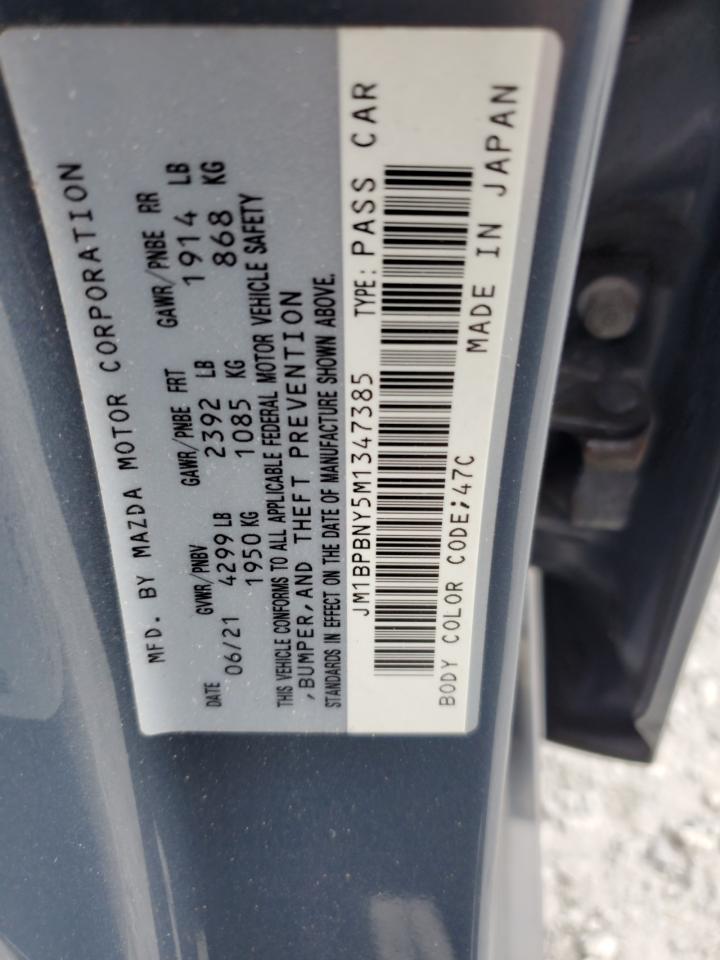 MFD. BY MAZDA MOTOR CORPORATION
GVWR/PNBV GAWR/PNBE FRT GAWR/PNBE RR
DATE 4299 LB 2392 LB 1914 LB
06/21 1950 KG 1085 KG 868 KG
THIS VEHICLE CONFORMS TO ALL APPLICABLE FEDERAL MOTOR VEHICLE SAFETY
,BUMPER, AND THEFT PREVENTION
STANDARDS IN EFFECT ON THE DATE OF MANUFACTURE SHOWN ABOVE.
JM1BPBNY5M1347385 TYPE: PASS CAR
BODY COLOR CODE;47C MADE IN JAPAN